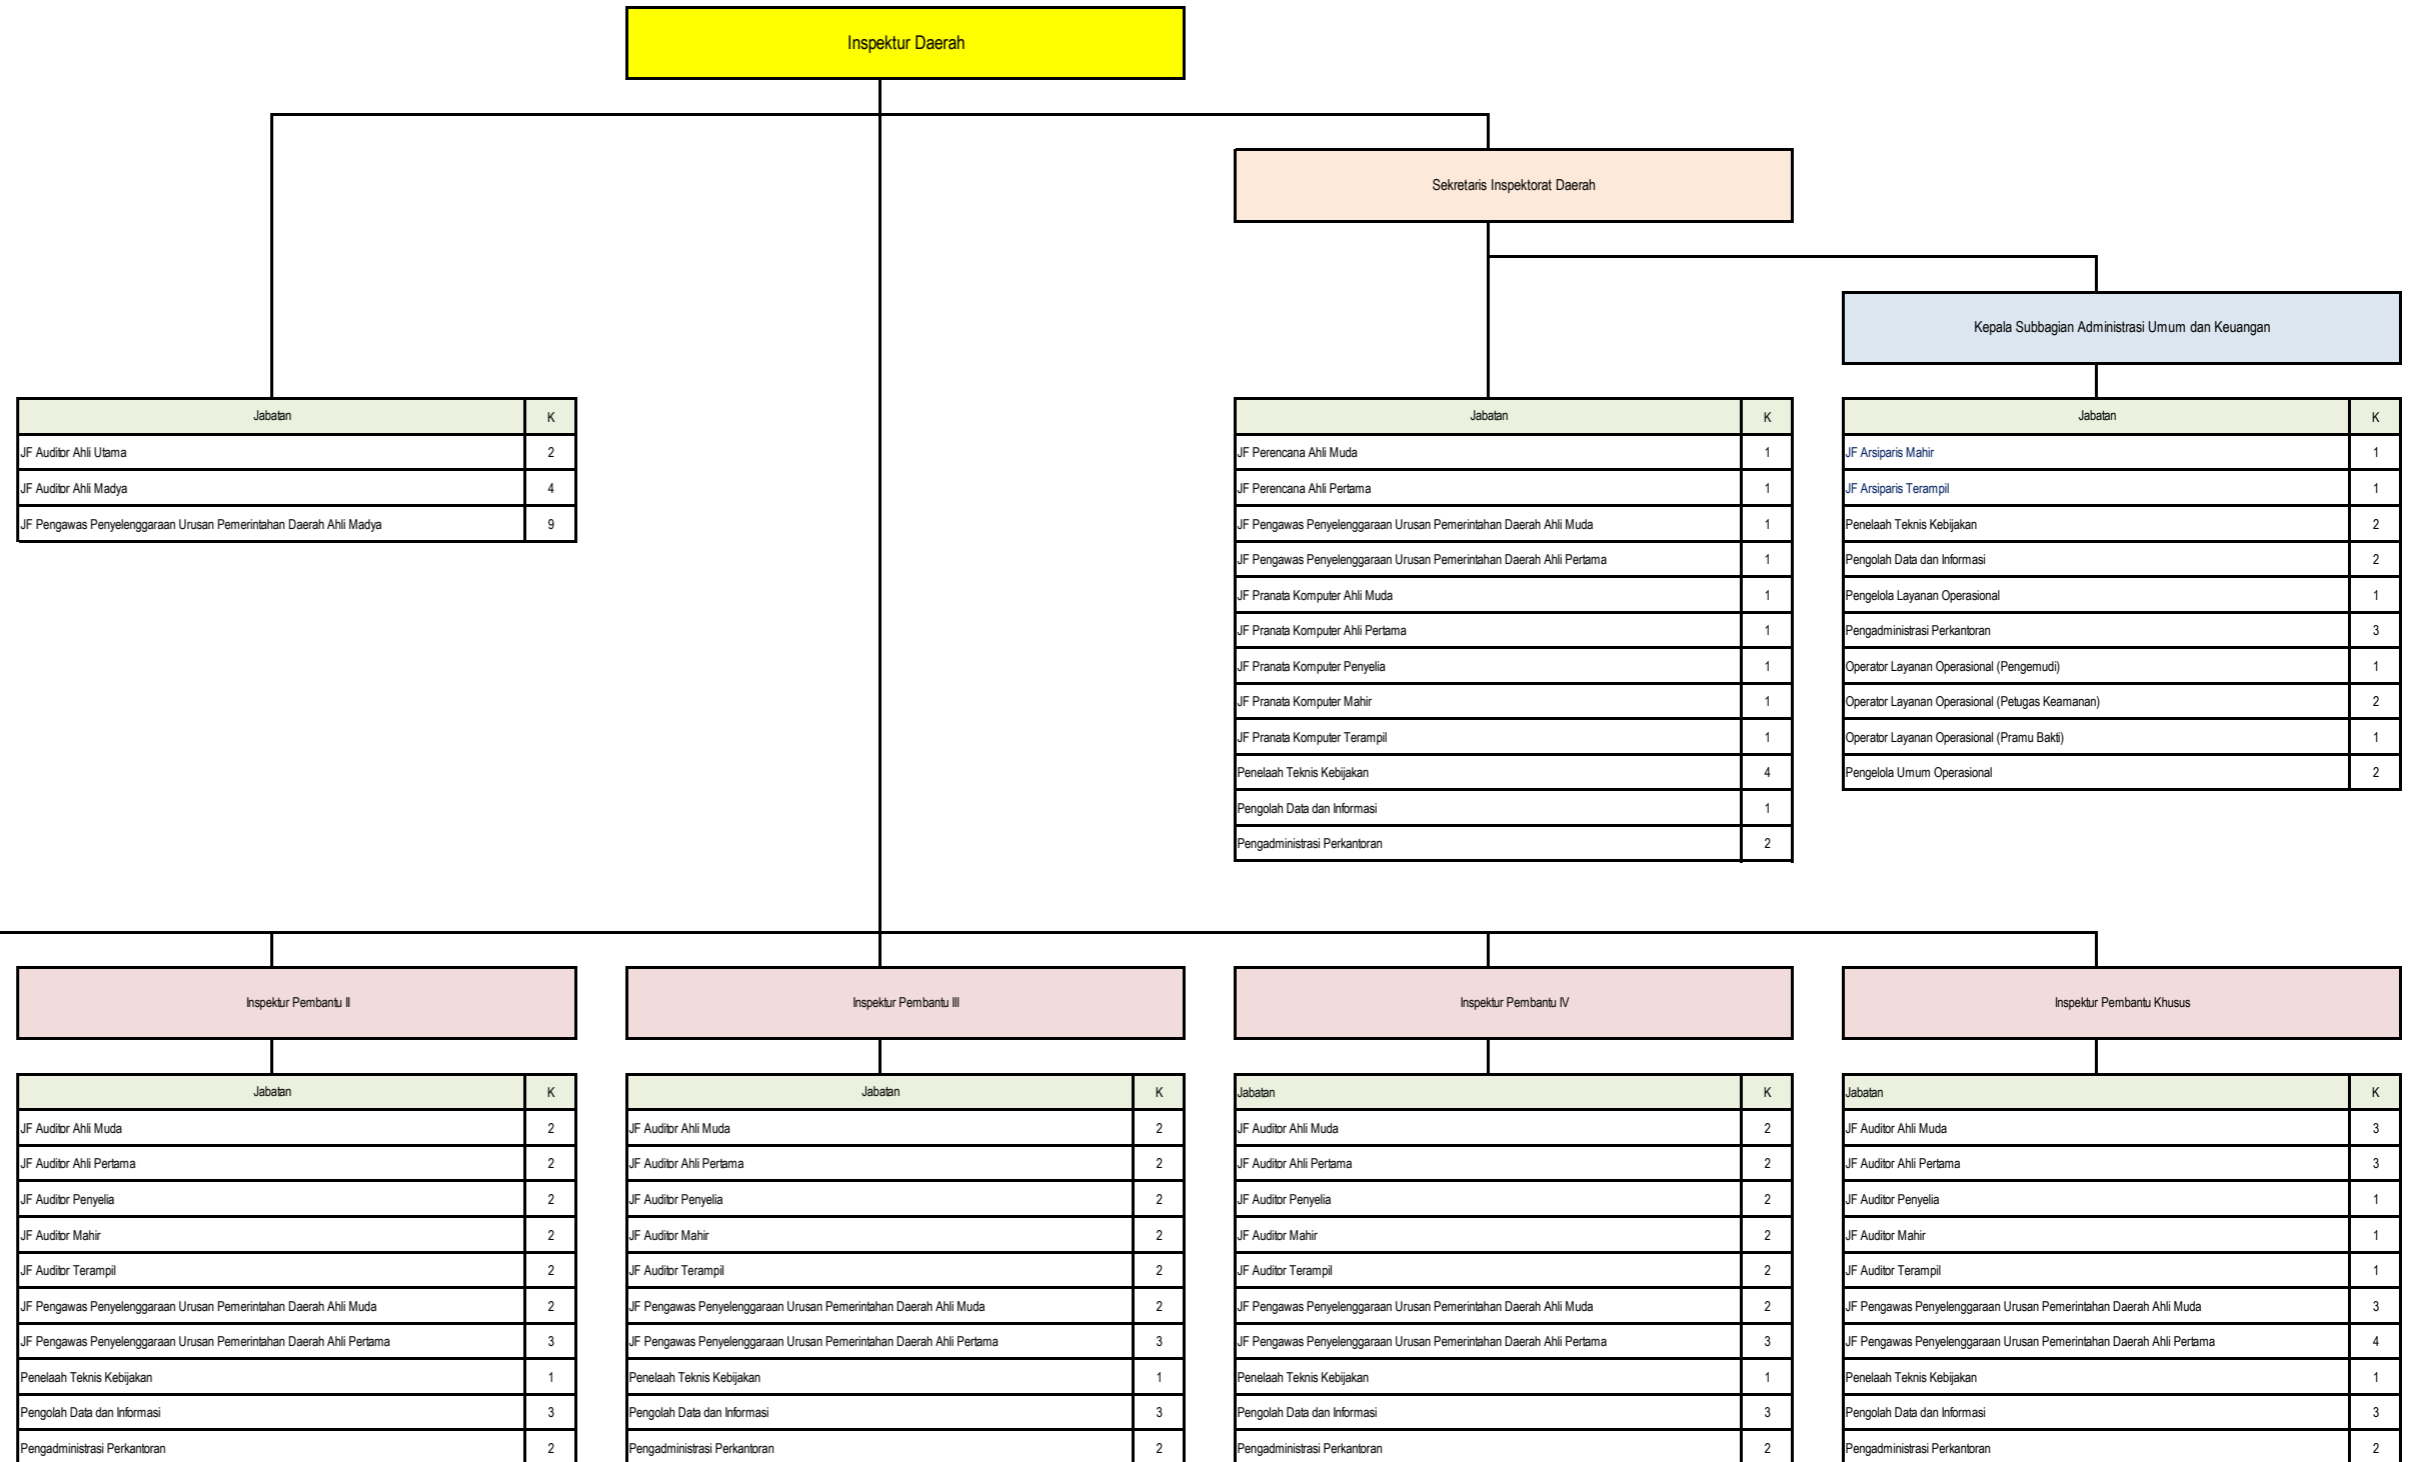 Inspektur Daerah
Sekretaris Inspektorat Daerah
Kepala Subbagian Administrasi Umum dan Keuangan
Jabatan K
JF Auditor Ahli Utama 2
JF Auditor Ahli Madya 4
JF Pengawas Penyelenggaraan Urusan Pemerintahan Daerah Ahli Madya 9
Jabatan K
JF Perencana Ahli Muda 1
JF Perencana Ahli Pertama 1
JF Pengawas Penyelenggaraan Urusan Pemerintahan Daerah Ahli Muda 1
JF Pengawas Penyelenggaraan Urusan Pemerintahan Daerah Ahli Pertama 1
JF Pranata Komputer Ahli Muda 1
JF Pranata Komputer Ahli Pertama 1
JF Pranata Komputer Penyelia 1
JF Pranata Komputer Mahir 1
JF Pranata Komputer Terampil 1
Penelaah Teknis Kebijakan 4
Pengolah Data dan Informasi 1
Pengadministrasi Perkantoran 2
Jabatan K
JF Arsiparis Mahir 1
JF Arsiparis Terampil 1
Penelaah Teknis Kebijakan 2
Pengolah Data dan Informasi 2
Pengelola Layanan Operasional 1
Pengadministrasi Perkantoran 3
Operator Layanan Operasional (Pengemudi) 1
Operator Layanan Operasional (Petugas Keamanan) 2
Operator Layanan Operasional (Pramu Bakti) 1
Pengelola Umum Operasional 2
Inspektur Pembantu II
Jabatan K
JF Auditor Ahli Muda 2
JF Auditor Ahli Pertama 2
JF Auditor Penyelia 2
JF Auditor Mahir 2
JF Auditor Terampil 2
JF Pengawas Penyelenggaraan Urusan Pemerintahan Daerah Ahli Muda 2
JF Pengawas Penyelenggaraan Urusan Pemerintahan Daerah Ahli Pertama 3
Penelaah Teknis Kebijakan 1
Pengolah Data dan Informasi 3
Pengadministrasi Perkantoran 2
Inspektur Pembantu III
Jabatan K
JF Auditor Ahli Muda 2
JF Auditor Ahli Pertama 2
JF Auditor Penyelia 2
JF Auditor Mahir 2
JF Auditor Terampil 2
JF Pengawas Penyelenggaraan Urusan Pemerintahan Daerah Ahli Muda 2
JF Pengawas Penyelenggaraan Urusan Pemerintahan Daerah Ahli Pertama 3
Penelaah Teknis Kebijakan 1
Pengolah Data dan Informasi 3
Pengadministrasi Perkantoran 2
Inspektur Pembantu IV
Jabatan K
JF Auditor Ahli Muda 2
JF Auditor Ahli Pertama 2
JF Auditor Penyelia 2
JF Auditor Mahir 2
JF Auditor Terampil 2
JF Pengawas Penyelenggaraan Urusan Pemerintahan Daerah Ahli Muda 2
JF Pengawas Penyelenggaraan Urusan Pemerintahan Daerah Ahli Pertama 3
Penelaah Teknis Kebijakan 1
Pengolah Data dan Informasi 3
Pengadministrasi Perkantoran 2
Inspektur Pembantu Khusus
Jabatan K
JF Auditor Ahli Muda 3
JF Auditor Ahli Pertama 3
JF Auditor Penyelia 1
JF Auditor Mahir 1
JF Auditor Terampil 1
JF Pengawas Penyelenggaraan Urusan Pemerintahan Daerah Ahli Muda 3
JF Pengawas Penyelenggaraan Urusan Pemerintahan Daerah Ahli Pertama 4
Penelaah Teknis Kebijakan 1
Pengolah Data dan Informasi 3
Pengadministrasi Perkantoran 2